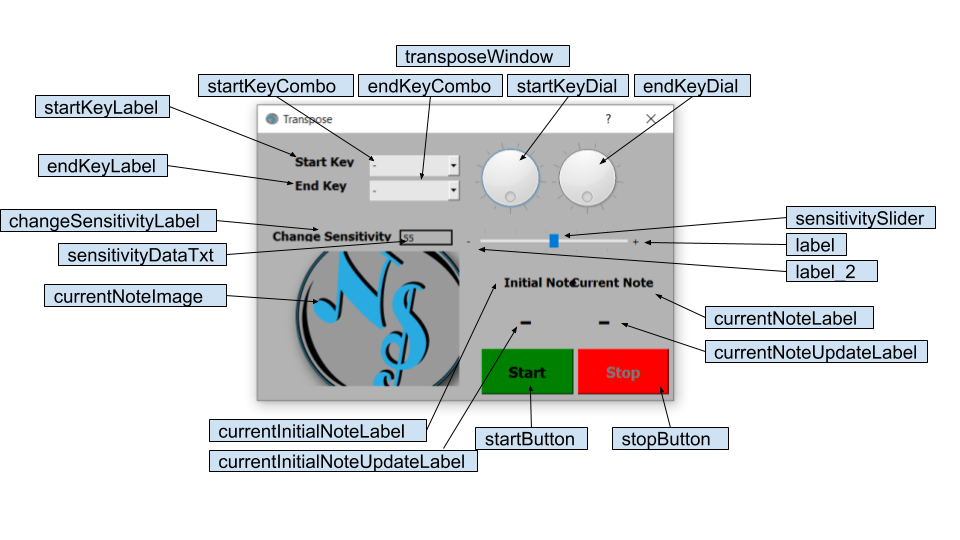 transposeWindow
startKeyCombo
endKeyCombo
startKeyDial
endKeyDial
startKeyLabel
Transpose
?
endKeyLabel
Start Key
-
End Key
-
changeSensitivityLabel
sensitivitySlider
Change Sensitivity
55
-
+
label
sensitivityDataTxt
label_2
currentNoteImage
Initial Note
Current Note
currentNoteLabel
-
-
currentNoteUpdateLabel
Start
Stop
currentInitialNoteLabel
startButton
stopButton
currentInitialNoteUpdateLabel